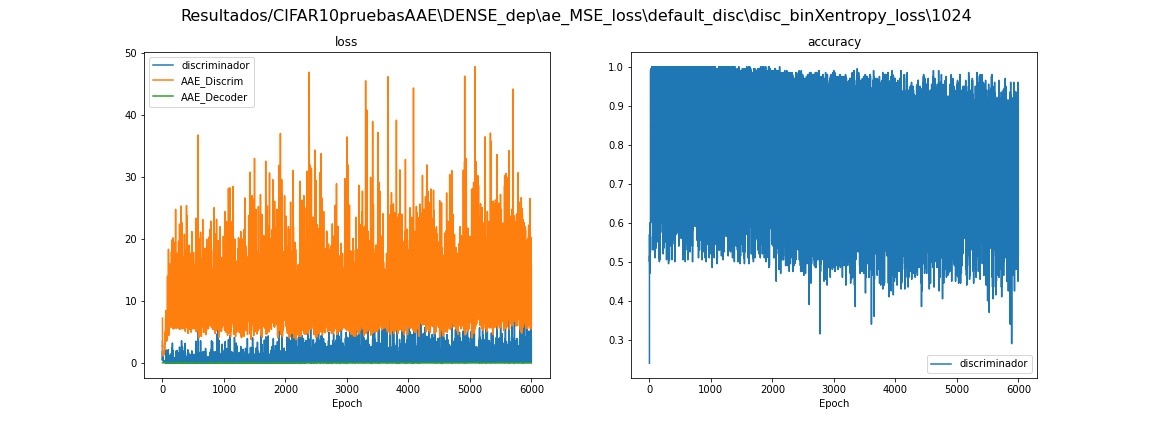 Resultados/CIFAR10pruebasAAE\DENSE_dep\ae_MSE_loss\default_disc\disc_binXentropy_loss\1024
loss
50
40
30
20
10
0
discriminador
AAE_Discrim
AAE_Decoder
0 1000 2000 3000 4000 5000 6000
Epoch
accuracy
1.0
0.9
0.8
0.7
0.6
0.5
0.4
0.3
discriminador
0 1000 2000 3000 4000 5000 6000
Epoch